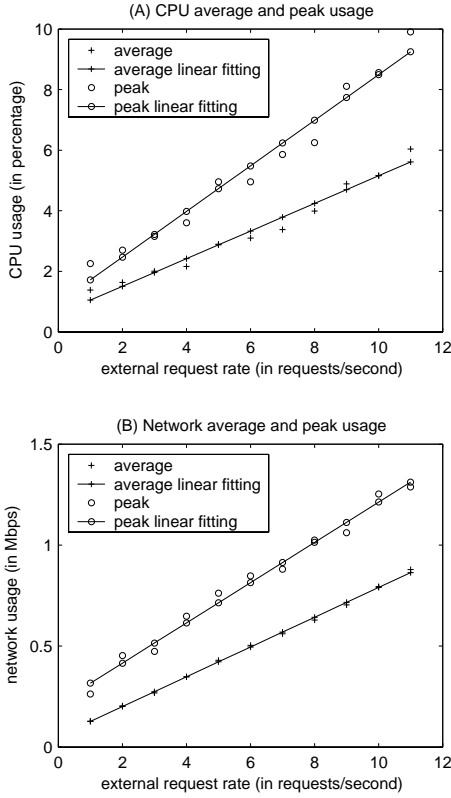 (A) CPU average and peak usage
10
8
6
4
2
0
CPU usage (in percentage)
average
average linear fitting
peak
peak linear fitting
0 2 4 6 8 10 12
external request rate (in requests/second)
(B) Network average and peak usage
1.5
1
0.5
0
network usage (in Mbps)
average
average linear fitting
peak
peak linear fitting
0 2 4 6 8 10 12
external request rate (in requests/second)